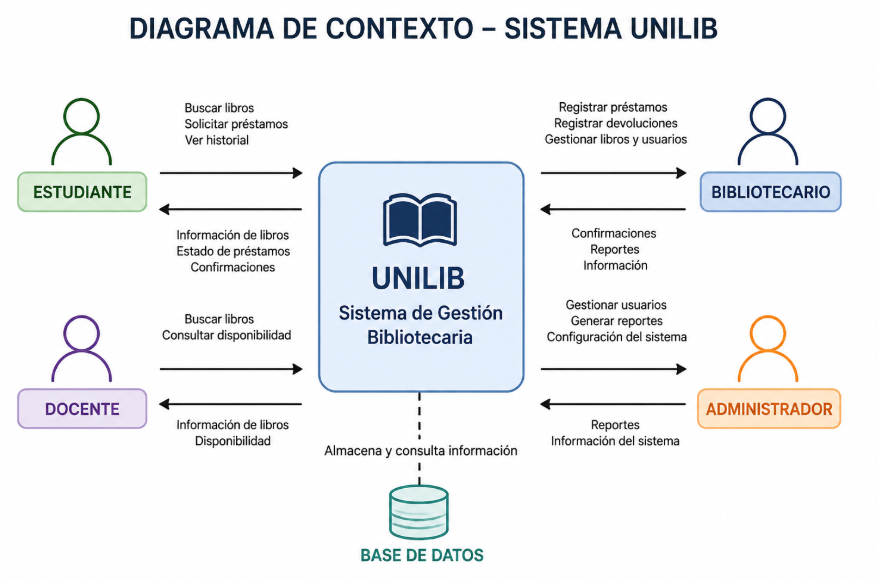 DIAGRAMA DE CONTEXTO – SISTEMA UNILIB
Buscar libros
Solicitar préstamos
Ver historial
ESTUDIANTE
Información de libros
Estado de préstamos
Confirmaciones
Registrar préstamos
Registrar devoluciones
Gestionar libros y usuarios
BIBLIOTECARIO
Confirmaciones
Reportes
Información
UNILIB
Sistema de Gestión
Bibliotecaria
Buscar libros
Consultar disponibilidad
DOCENTE
Información de libros
Disponibilidad
Gestionar usuarios
Generar reportes
Configuración del sistema
ADMINISTRADOR
Reportes
Información del sistema
Almacena y consulta información
BASE DE DATOS